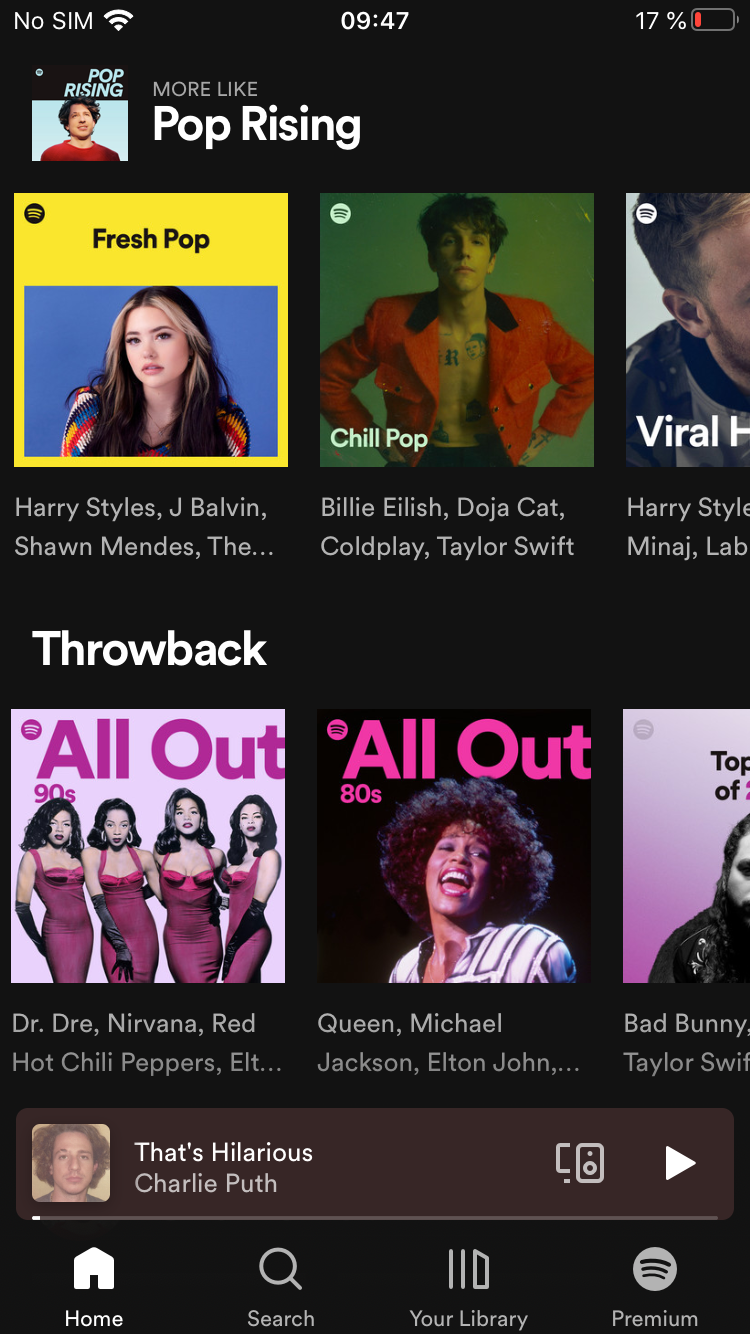 No SIM 09:47 17 %
POP
RISING
MORE LIKE
Pop Rising
Fresh Pop
Chill Pop
Viral H
Harry Styles, J Balvin,
Shawn Mendes, The...
Billie Eilish, Doja Cat,
Coldplay, Taylor Swift
Harry Style
Minaj, Lab
Throwback
All Out
90s
All Out
80s
Top
of 2
Dr. Dre, Nirvana, Red
Hot Chili Peppers, Elt...
Queen, Michael
Jackson, Elton John,...
Bad Bunny,
Taylor Swif
That's Hilarious
Charlie Puth
Home
Search
Your Library
Premium